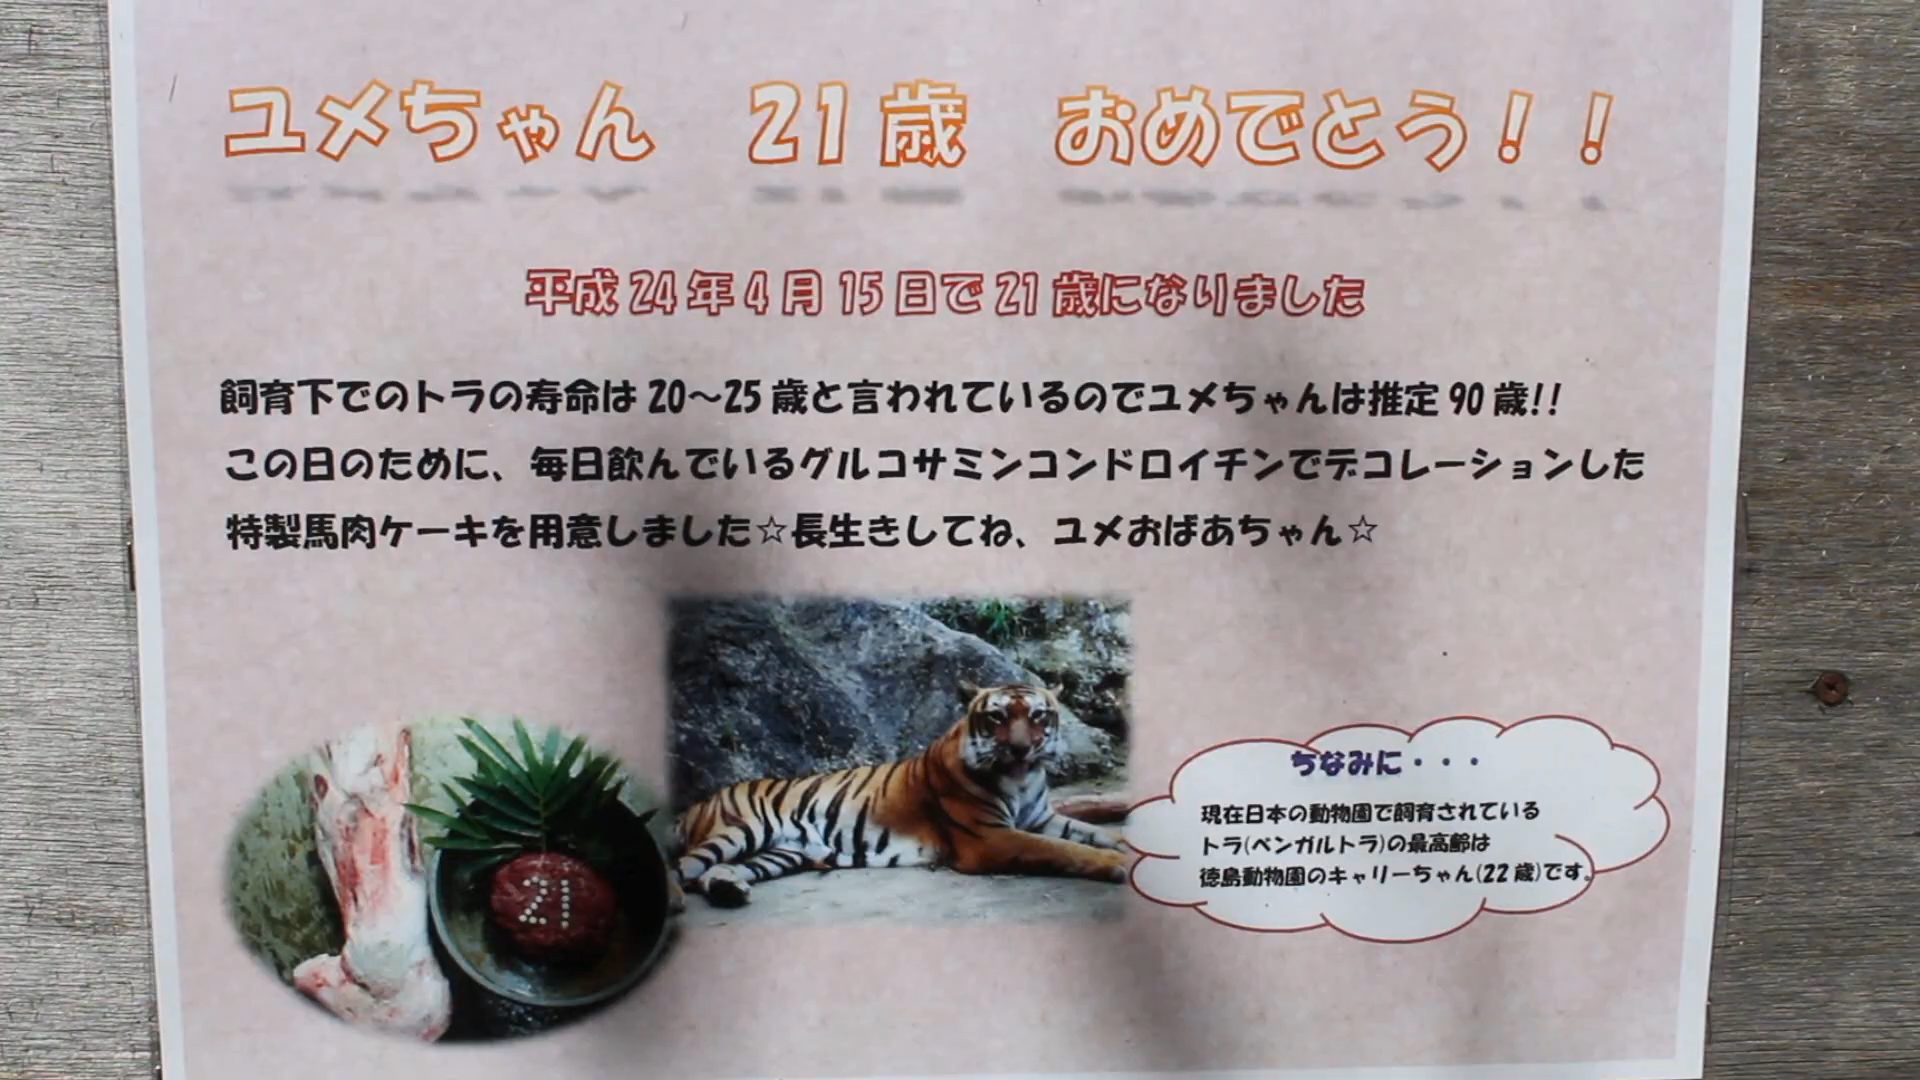 ユメちゃん 21歳 おめでとう！！
平成24年4月15日で21歳になりました
飼育下でのトラの寿命は20～25歳と言われているのでユメちゃんは推定90歳!!
この日のために、毎日飲んでいるグルコサミンコンドロイチンでデコレーションした
特製馬肉ケーキを用意しました☆長生きしてね、ユメおばあちゃん☆
21
ちなみに・・・
現在日本の動物園で飼育されている
トラ(ベンガルトラ)の最高齢は
徳島動物園のキャリーちゃん(22歳)です。